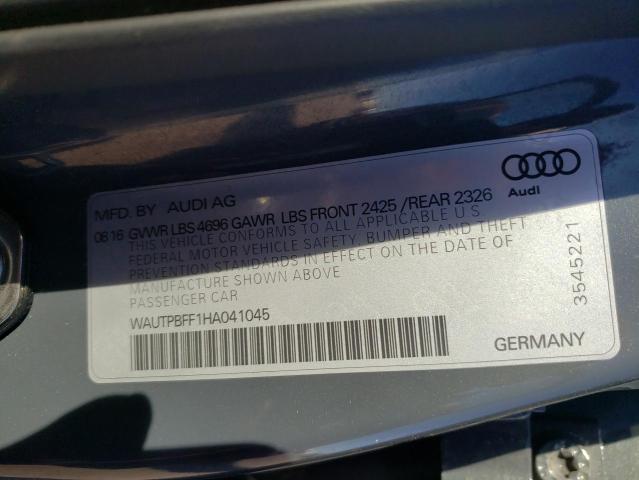 MFD. BY AUDI AG
Audi
0816 GVWR LBS 4696 GAWR LBS FRONT 2425 /REAR 2326
THIS VEHICLE CONFORMS TO ALL APPLICABLE U S
FEDERAL MOTOR VEHICLE SAFETY, BUMPER AND THEFT
PREVENTION STANDARDS IN EFFECT ON THE DATE OF
MANUFACTURE SHOWN ABOVE
PASSENGER CAR
WAUTPBFF1HA041045
GERMANY
3545221